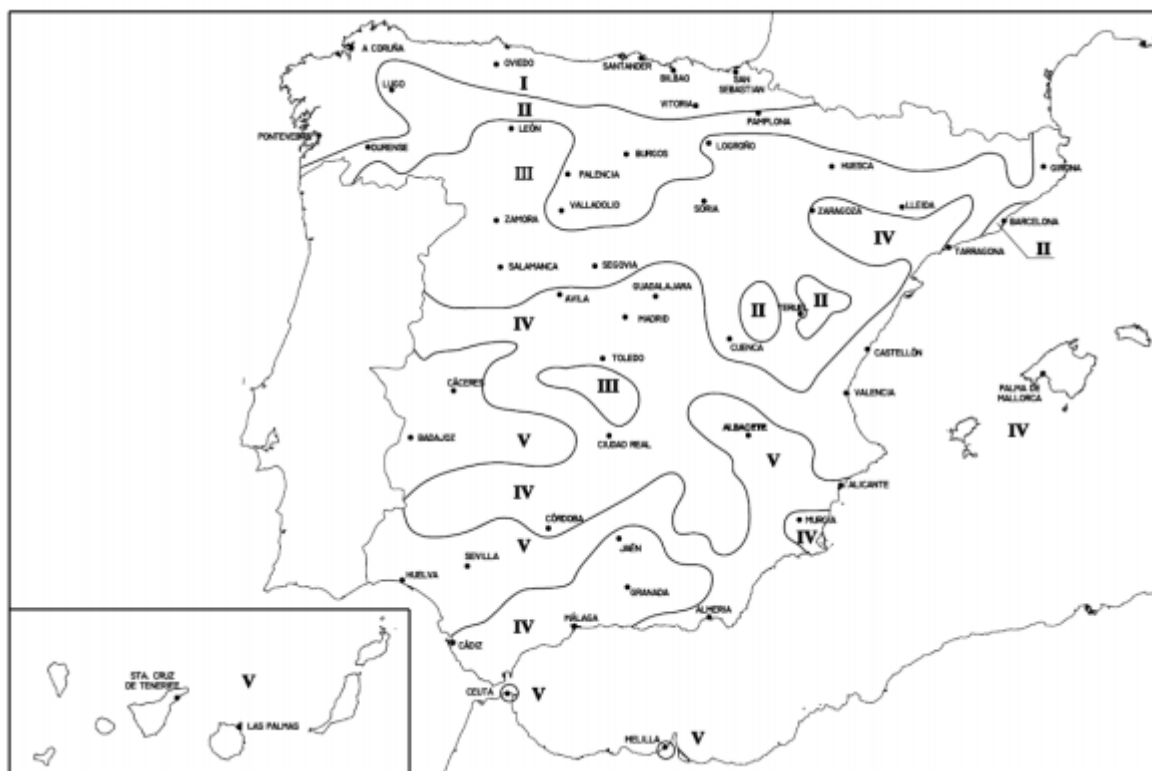 A CORUÑA
OVIEDO
SANTANDER
BILBAO
SAN
SEBASTIAN
LUGO
I
VITORIA
II
PAMPLONA
PONTEVEDRA
LEÓN
OURENSE
BURGOS
LOGROÑO
HUESCA
GIRONA
III
PALENCIA
ZAMORA
VALLADOLID
SORIA
ZARAGOZA
LLEIDA
BARCELONA
IV
TARRAGONA
II
SALAMANCA
SEGOVIA
AVILA
GUADALAJARA
IV
MADRID
II
TERUEL
II
CUENCA
CASTELLÓN
TOLEDO
CÁCERES
III
VALENCIA
PALMA DE
MALLORCA
IV
BADAJOZ
V
CIUDAD REAL
ALBACETE
V
IV
ALICANTE
CÓRDOBA
MURCIA
IV
V
JAÉN
SEVILLA
HUELVA
GRANADA
ALMERIA
IV
MÁLAGA
CÁDIZ
STA. CRUZ
DE TENERIFE
V
LAS PALMAS
CEUTA
V
MELILLA
V